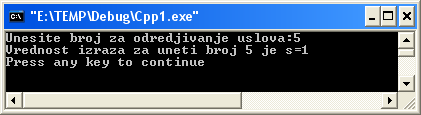 "E:\TEMP\Debug\Cpp1.exe"
Unesite broj za odredjivanje uslova:5
Vrednost izraza za uneti broj 5 je s=1
Press any key to continue